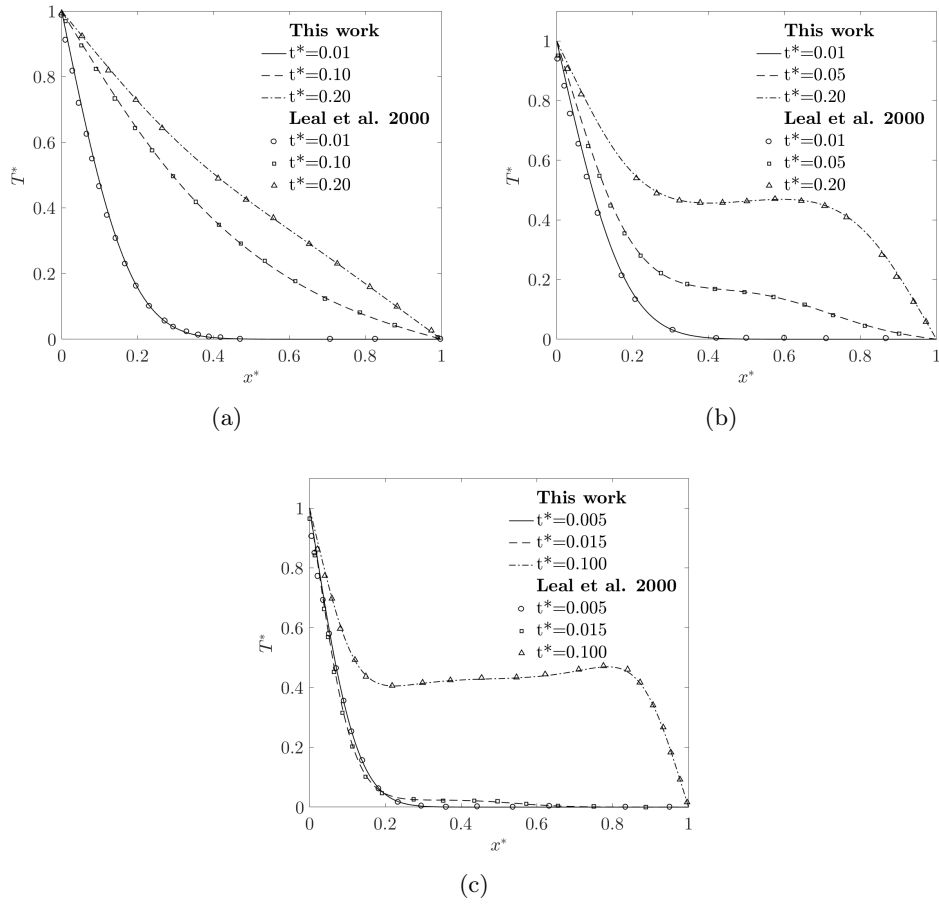 1
0.8
0.6
0.4
0.2
0
T*
0 0.2 0.4 0.6 0.8 1
x*
This work
t*=0.01
t*=0.10
t*=0.20
Leal et al. 2000
t*=0.01
t*=0.10
t*=0.20
(a)
1
0.8
0.6
0.4
0.2
0
T*
0 0.2 0.4 0.6 0.8 1
x*
This work
t*=0.01
t*=0.05
t*=0.20
Leal et al. 2000
t*=0.01
t*=0.05
t*=0.20
(b)
1
0.8
0.6
0.4
0.2
0
T*
0 0.2 0.4 0.6 0.8 1
x*
This work
t*=0.005
t*=0.015
t*=0.100
Leal et al. 2000
t*=0.005
t*=0.015
t*=0.100
(c)